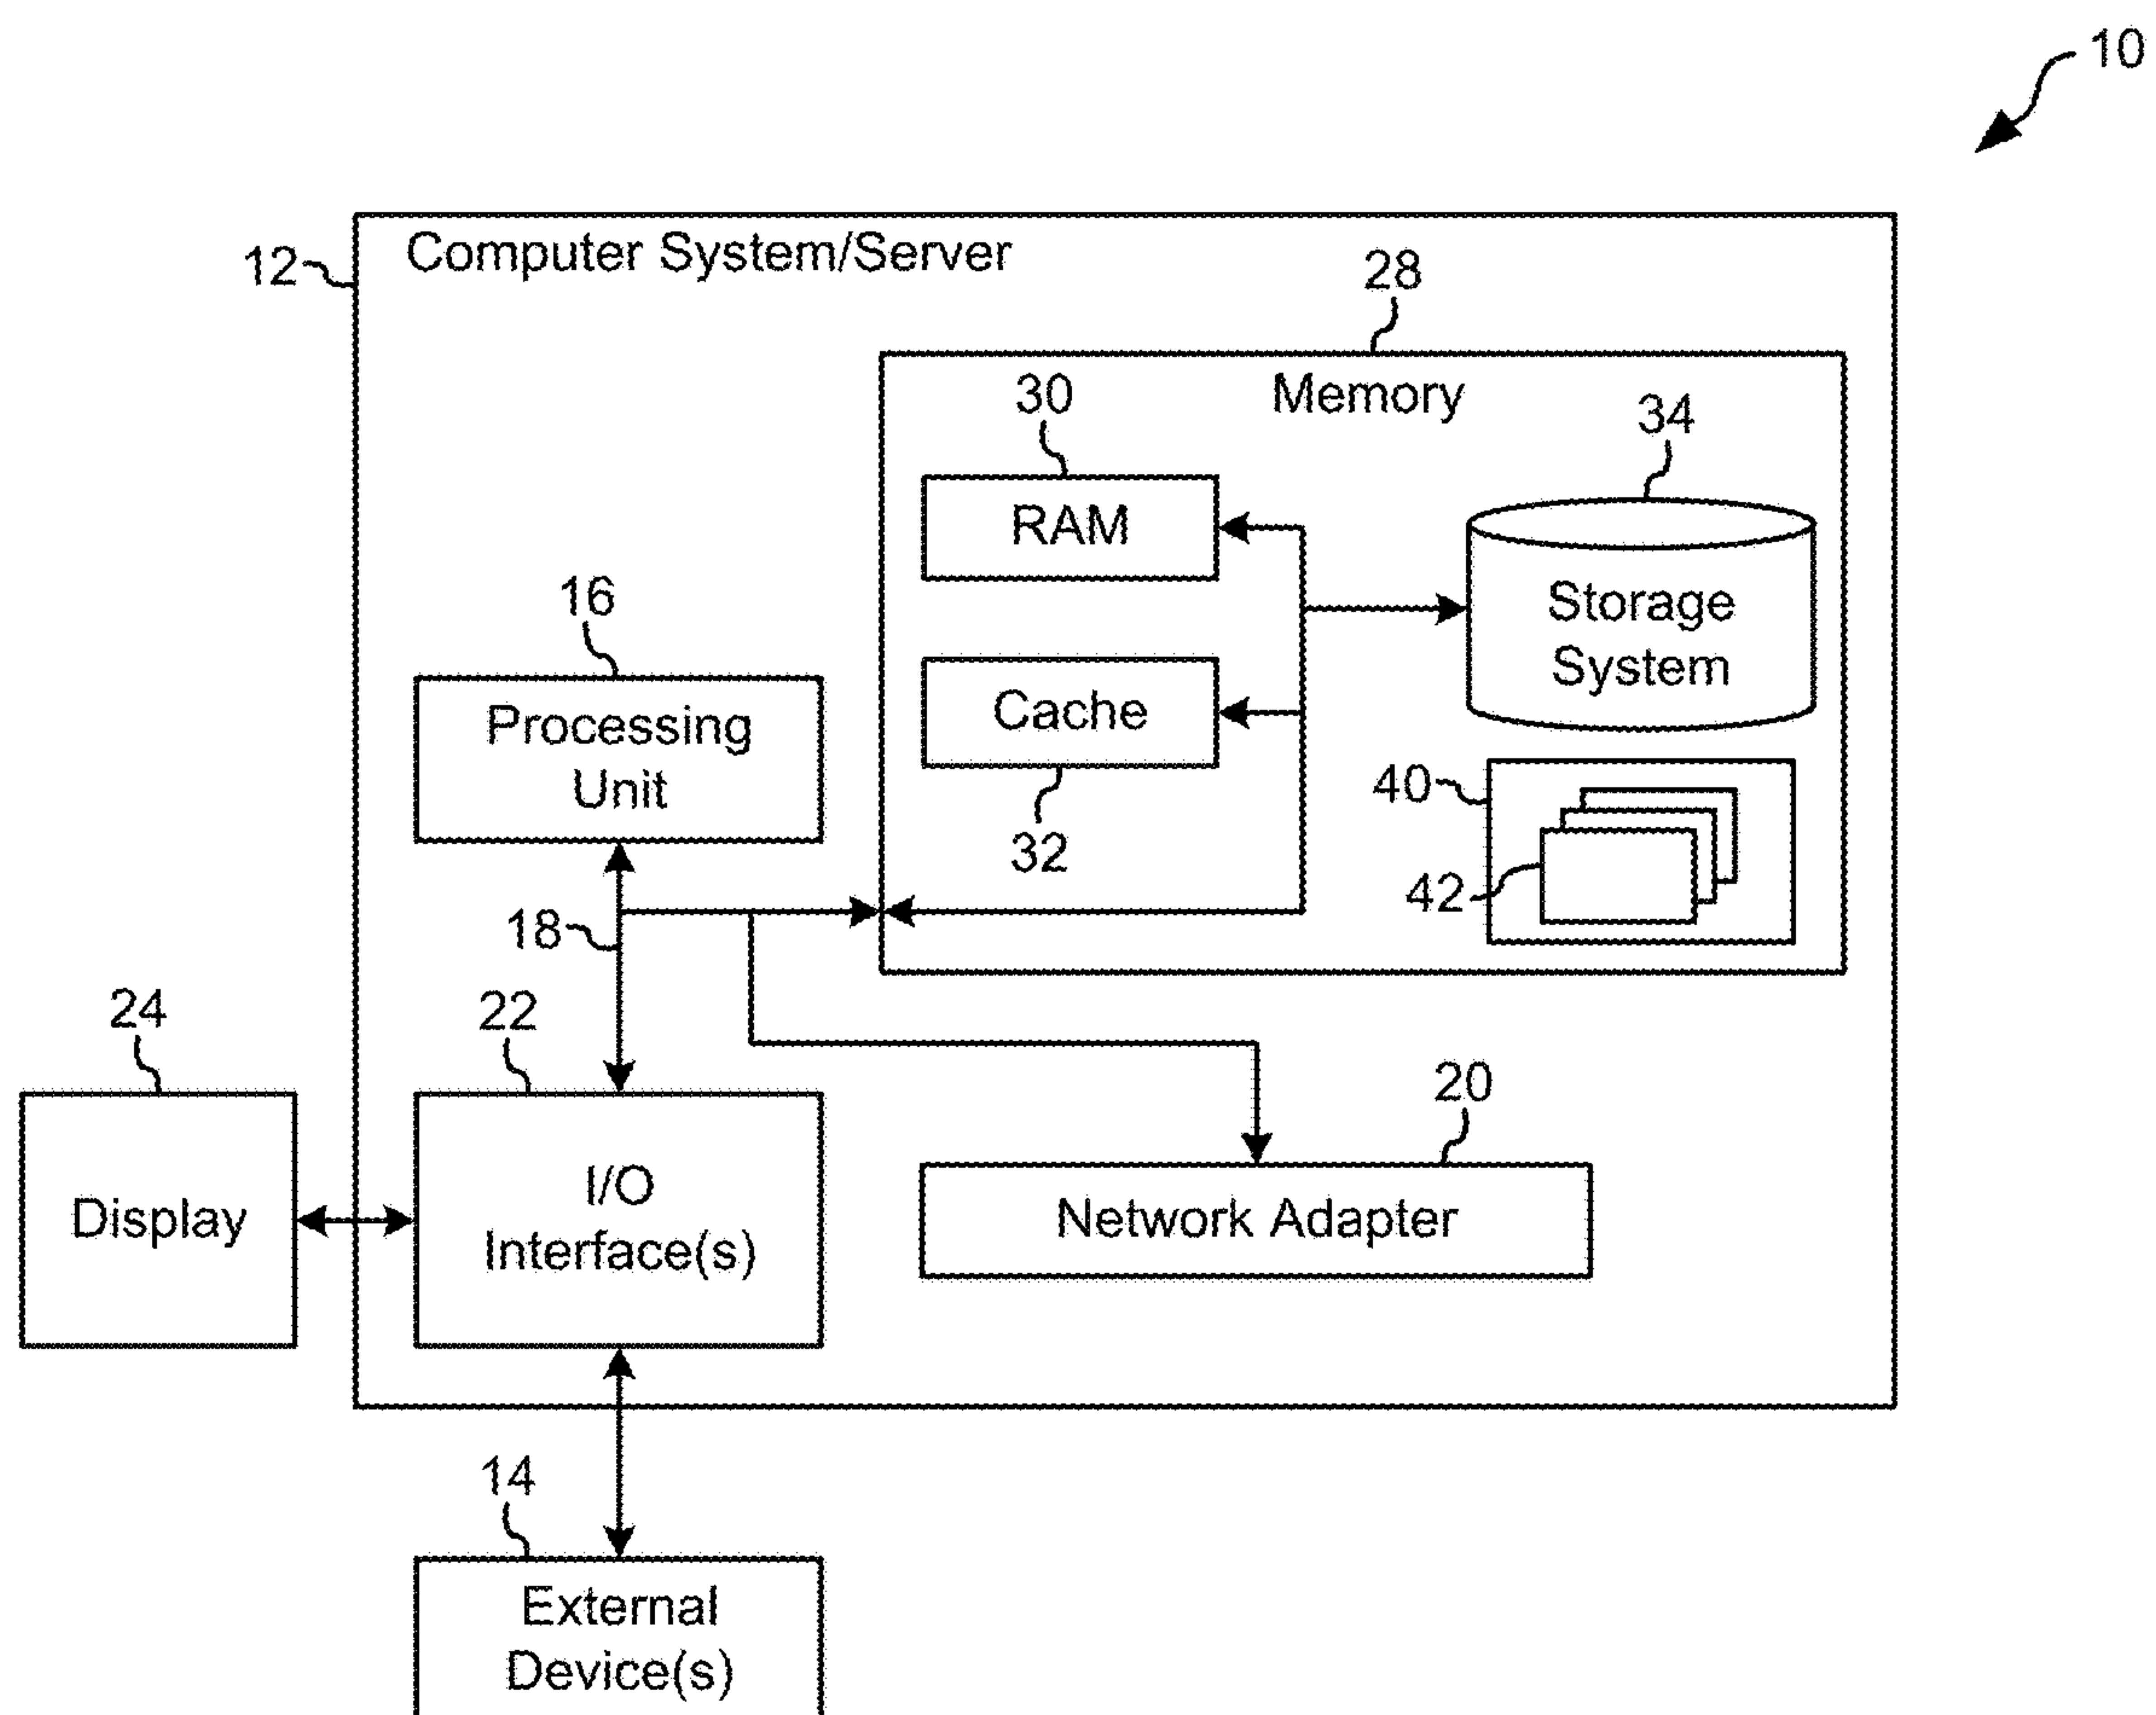 10
12
Computer System/Server
28
30
Memory
34
RAM
16
Storage
System
Processing
Unit
Cache
40
32
42
18
24
22
20
Display
I/O
Interface(s)
Network Adapter
14
External
Device(s)